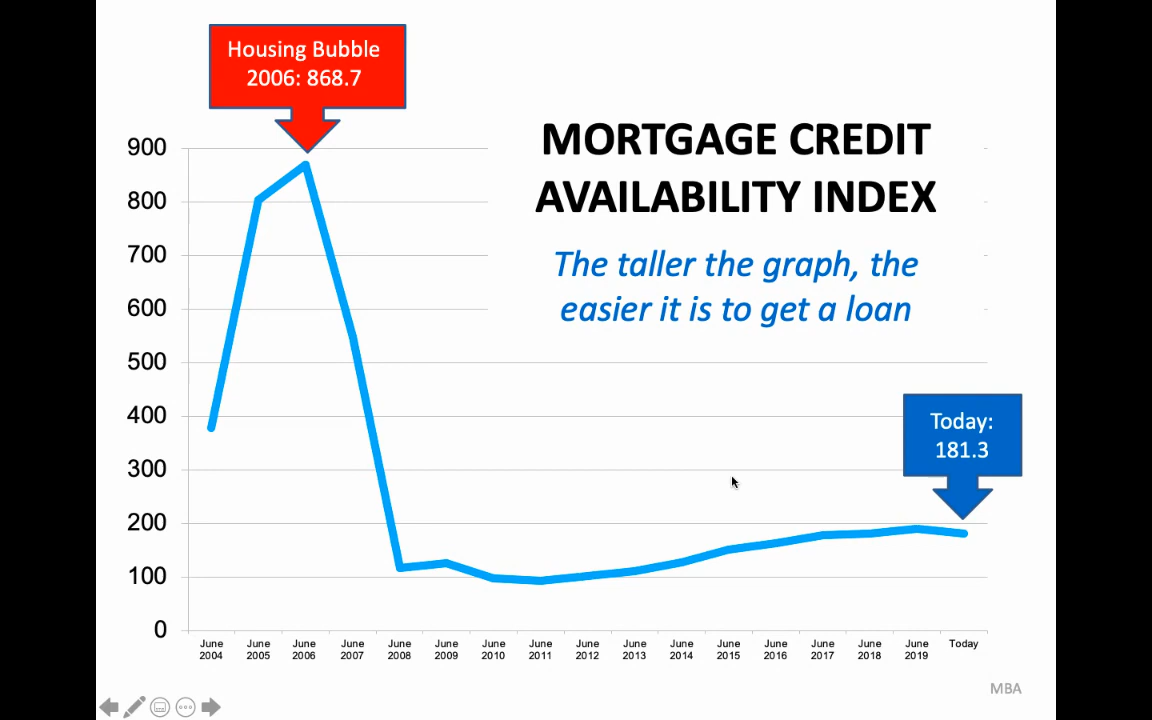 Housing Bubble
2006: 868.7
MORTGAGE CREDIT
AVAILABILITY INDEX
The taller the graph, the
easier it is to get a loan
Today:
181.3
900
800
700
600
500
400
300
200
100
0
June 2004
June 2005
June 2006
June 2007
June 2008
June 2009
June 2010
June 2011
June 2012
June 2013
June 2014
June 2015
June 2016
June 2017
June 2018
June 2019
Today
MBA